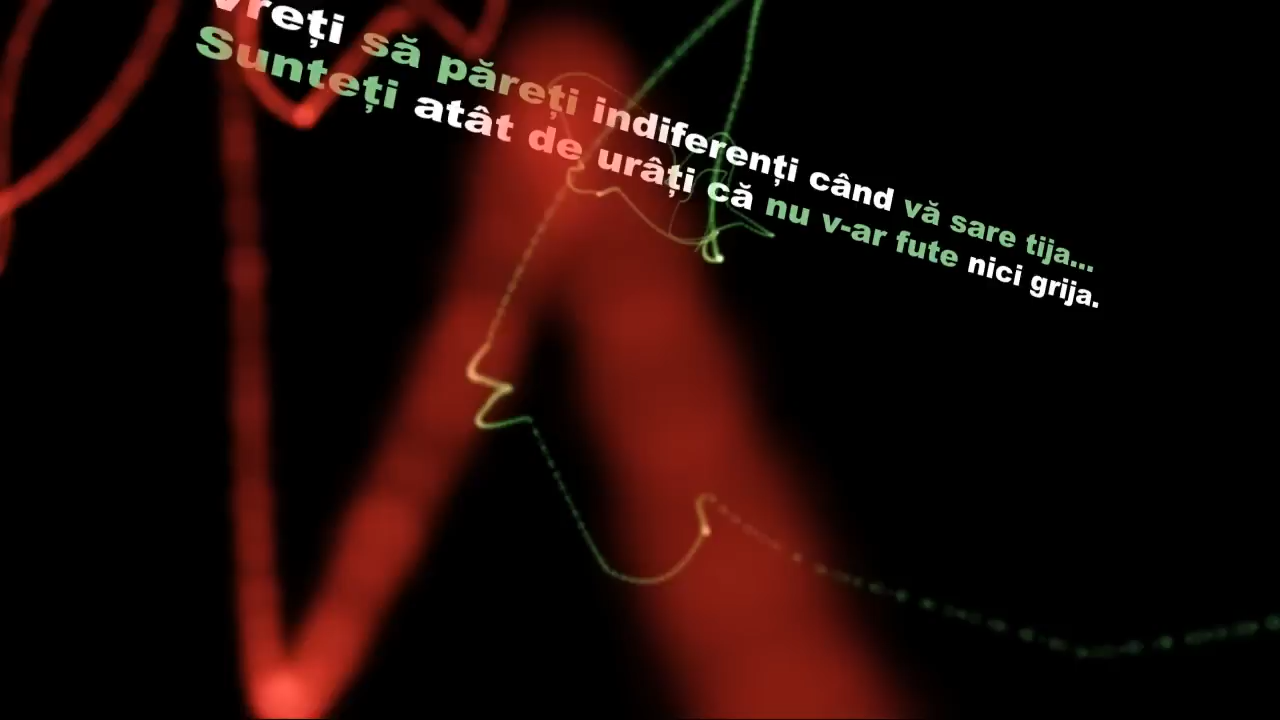 vreți să păreți indiferenți când vă sare tija...
Sunteți atât de urâți că nu v-ar fute nici grija.